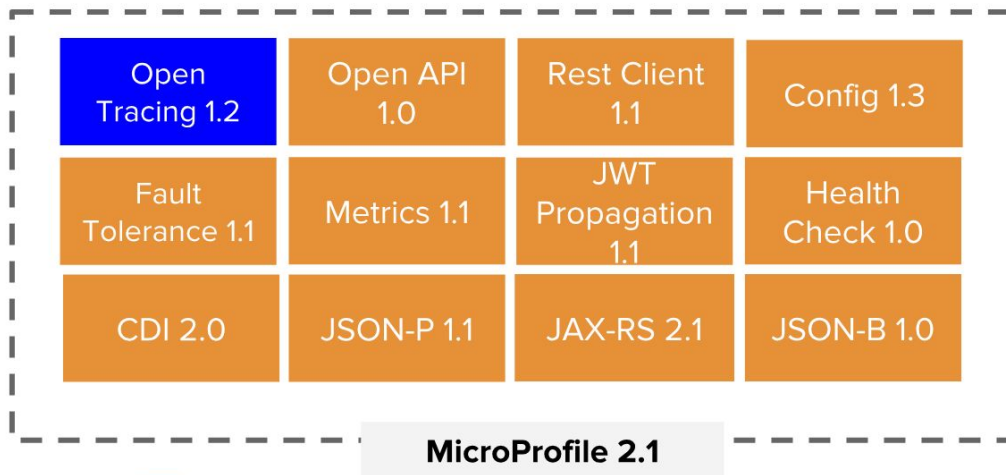 Open
Tracing 1.2
Open API
1.0
Rest Client
1.1
Config 1.3
Fault
Tolerance 1.1
Metrics 1.1
JWT
Propagation
1.1
Health
Check 1.0
CDI 2.0
JSON-P 1.1
JAX-RS 2.1
JSON-B 1.0
MicroProfile 2.1